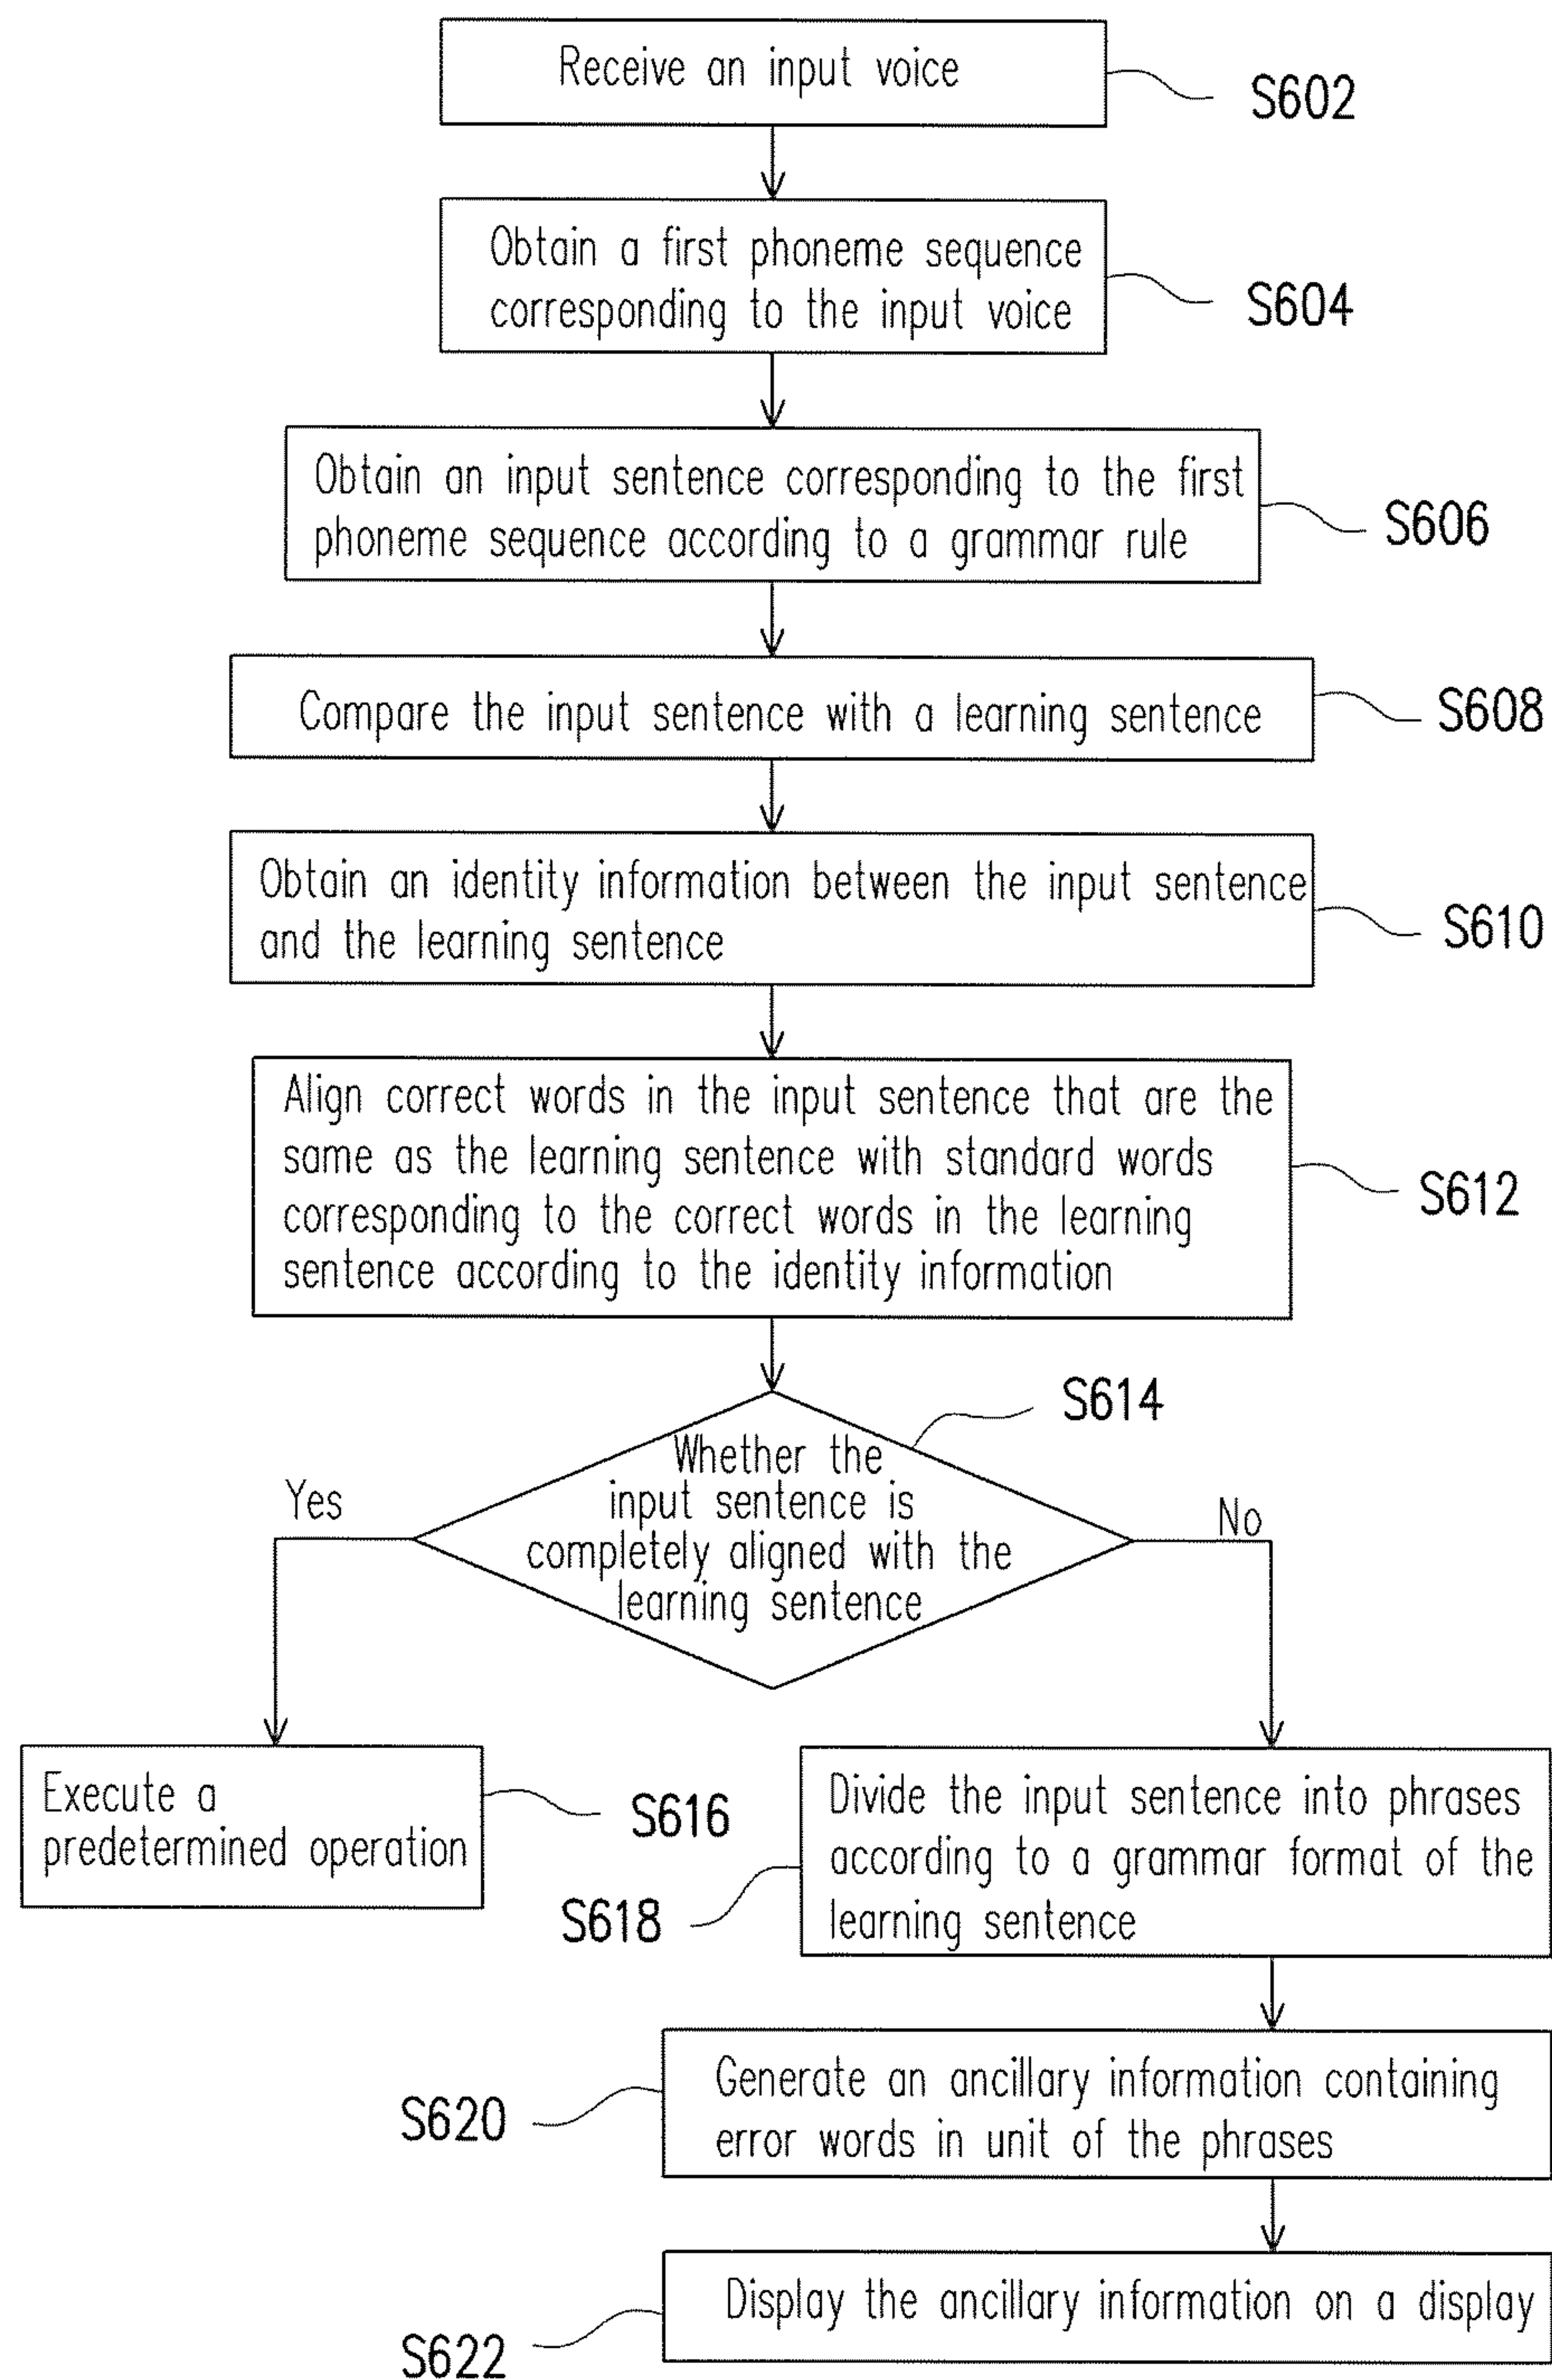 Receive an input voice
S602
Obtain a first phoneme sequence
corresponding to the input voice
S604
Obtain an input sentence corresponding to the first
phoneme sequence according to a grammar rule
S606
Compare the input sentence with a learning sentence
S608
Obtain an identity information between the input sentence
and the learning sentence
S610
Align correct words in the input sentence that are the
same as the learning sentence with standard words
corresponding to the correct words in the learning
sentence according to the identity information
S612
S614
Whether the
input sentence is
completely aligned with the
learning sentence
Yes
No
Execute a
predetermined operation
S616
Divide the input sentence into phrases
according to a grammar format of the
learning sentence
S618
Generate an ancillary information containing
error words in unit of the phrases
S620
Display the ancillary information on a display
S622